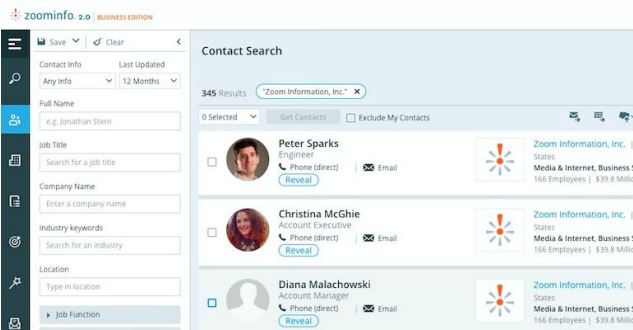 zoominfo 2.0 | BUSINESS EDITION
Save
Clear
Contact Info
Last Updated
Any Info
12 Months
Full Name
e.g. Jonathan Stern
Job Title
Search for a job title
Company Name
Enter a company name
Industry keywords
Search for an industry
Location
Type in location
Job Function
Contact Search
345 Results
"Zoom Information, Inc."
0 Selected
Get Contacts
Exclude My Contacts
Peter Sparks
Engineer
Phone (direct) | Email
Reveal
Zoom Information, Inc. |
States
Media & Internet, Business S
166 Employees | $39.8 Millio
Christina McGhie
Account Executive
Phone (direct) | Email
Reveal
Zoom Information, Inc. |
States
Media & Internet, Business S
166 Employees | $39.8 Millio
Diana Malachowski
Account Manager
Phone (direct) | Email
Reveal
Zoom Information, Inc. |
States
Media & Internet, Business S
166 Employees | $39.8 Millio